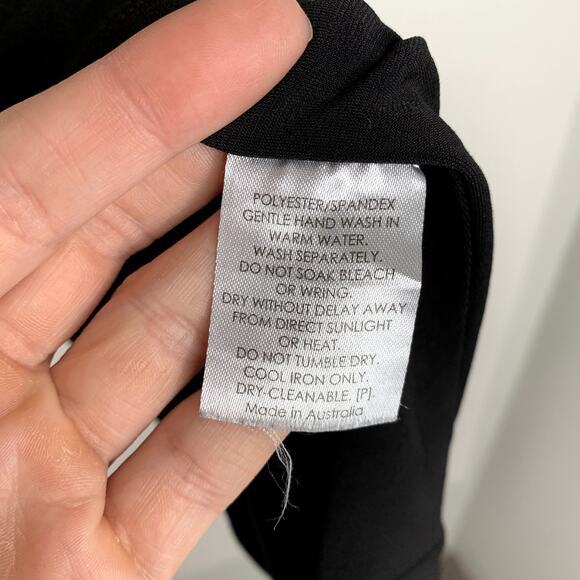 POLYESTER/SPANDEX
GENTLE HAND WASH IN
WARM WATER.
WASH SEPARATELY.
DO NOT SOAK BLEACH
OR WRING.
DRY WITHOUT DELAY AWAY
FROM DIRECT SUNLIGHT
OR HEAT.
DO NOT TUMBLE DRY.
COOL IRON ONLY.
DRY-CLEANABLE. [P].
Made in Australia